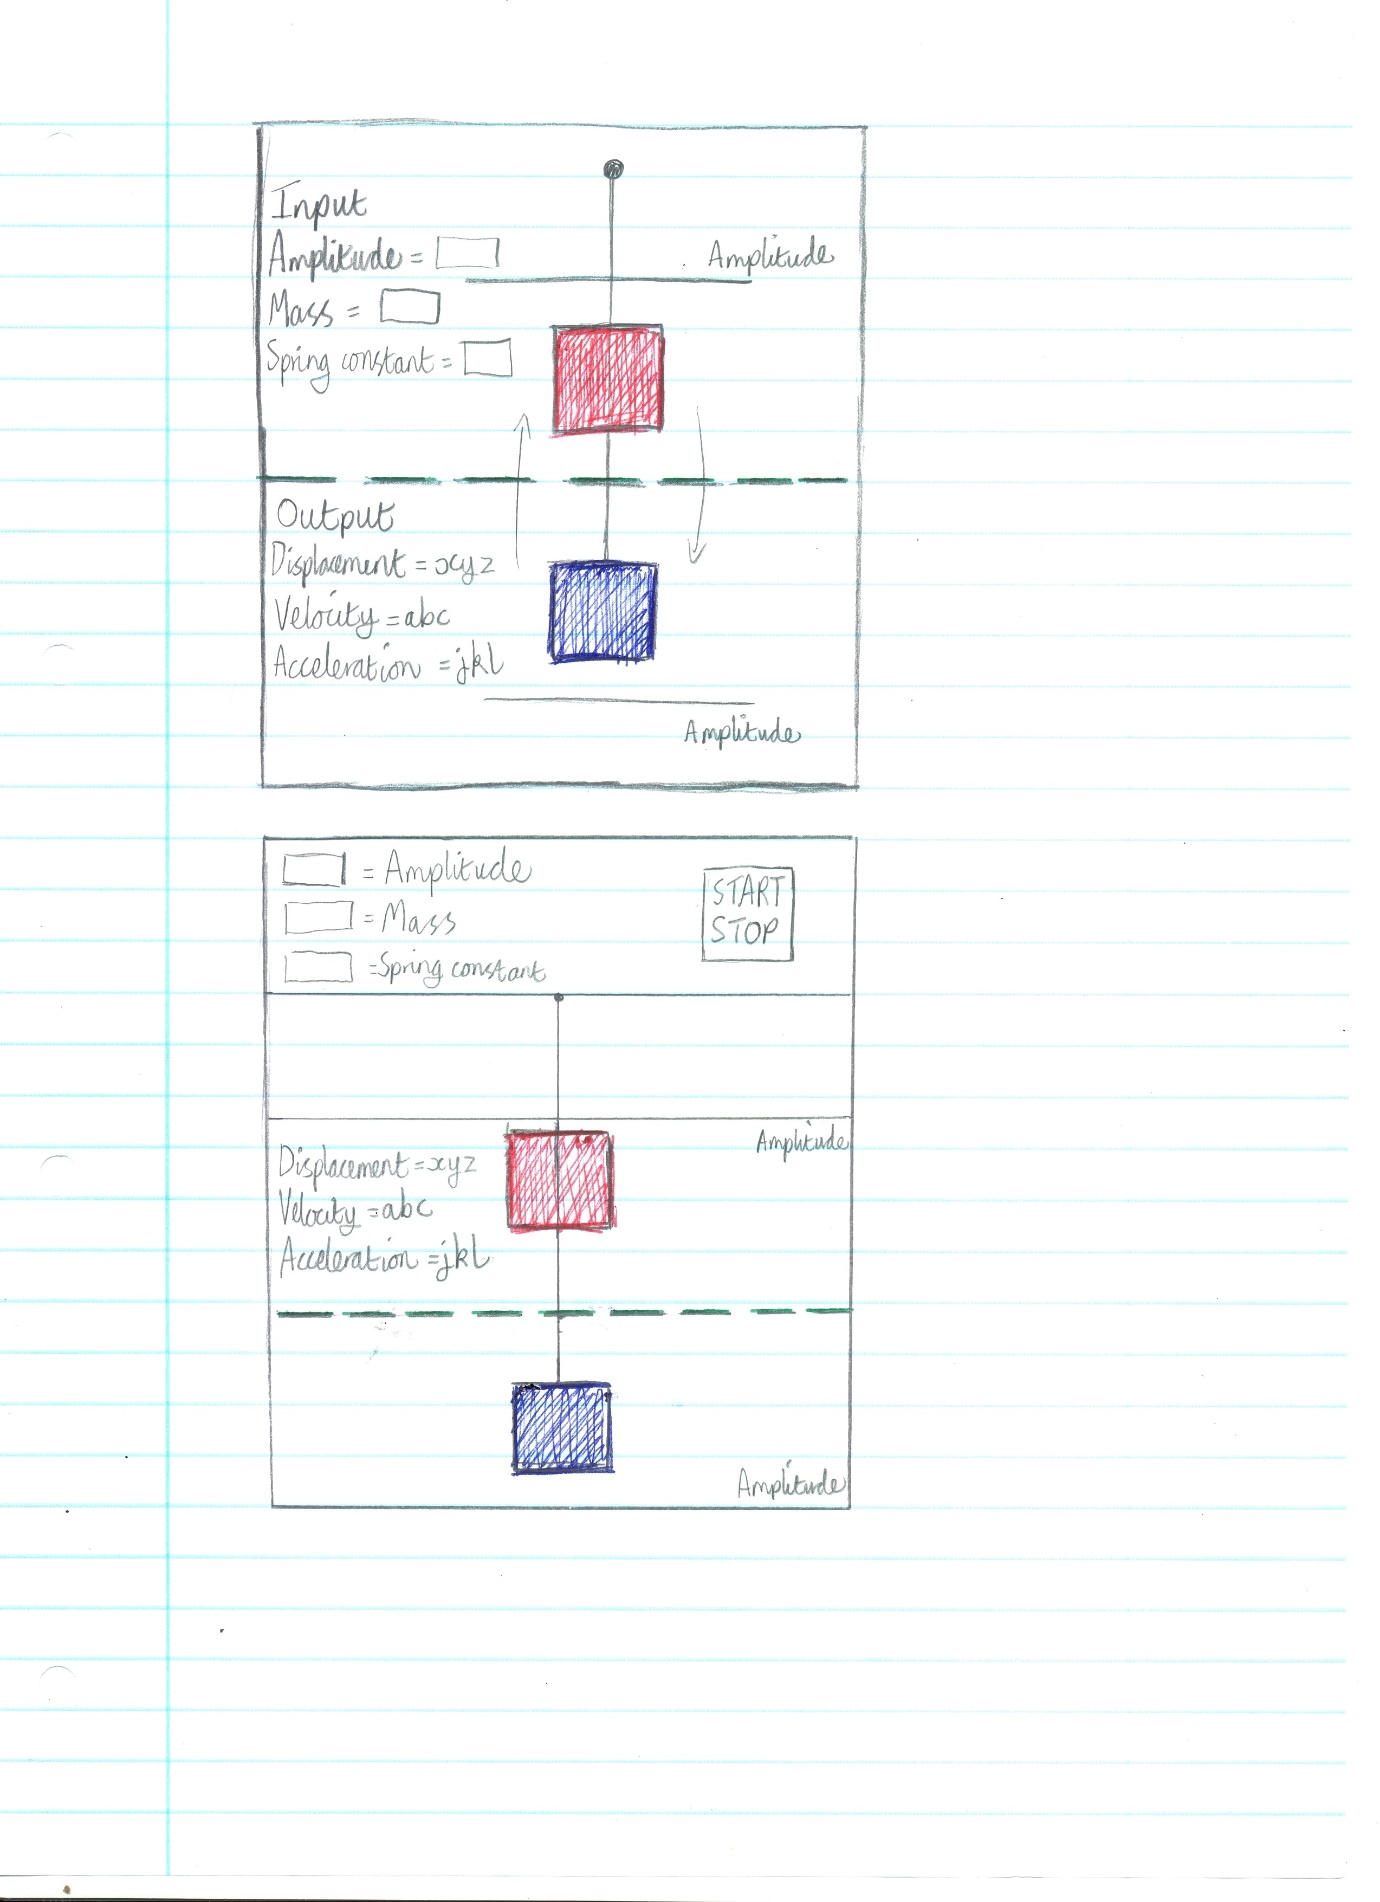 Input
Amplitude =
Amplitude
Mass =
Spring constant =
Output
Displacement = xyz
Velocity = abc
Acceleration = jkl
Amplitude
= Amplitude
START
STOP
= Mass
= Spring constant
Amplitude
Displacement = xyz
Velocity = abc
Acceleration = jkl
Amplitude